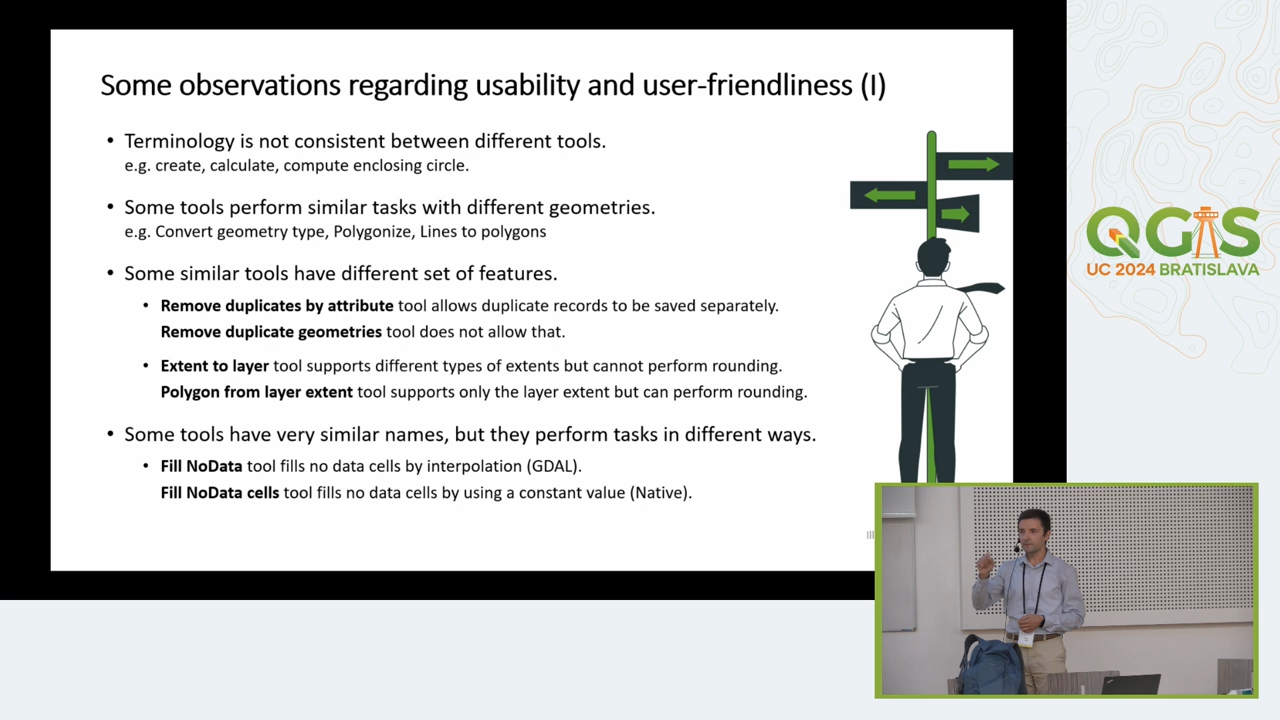 Some observations regarding usability and user-friendliness (I)
• Terminology is not consistent between different tools.
e.g. create, calculate, compute enclosing circle.
• Some tools perform similar tasks with different geometries.
e.g. Convert geometry type, Polygonize, Lines to polygons
• Some similar tools have different set of features.
• Remove duplicates by attribute tool allows duplicate records to be saved separately.
Remove duplicate geometries tool does not allow that.
• Extent to layer tool supports different types of extents but cannot perform rounding.
Polygon from layer extent tool supports only the layer extent but can perform rounding.
• Some tools have very similar names, but they perform tasks in different ways.
• Fill NoData tool fills no data cells by interpolation (GDAL).
Fill NoData cells tool fills no data cells by using a constant value (Native).
QGIS
UC 2024 BRATISLAVA